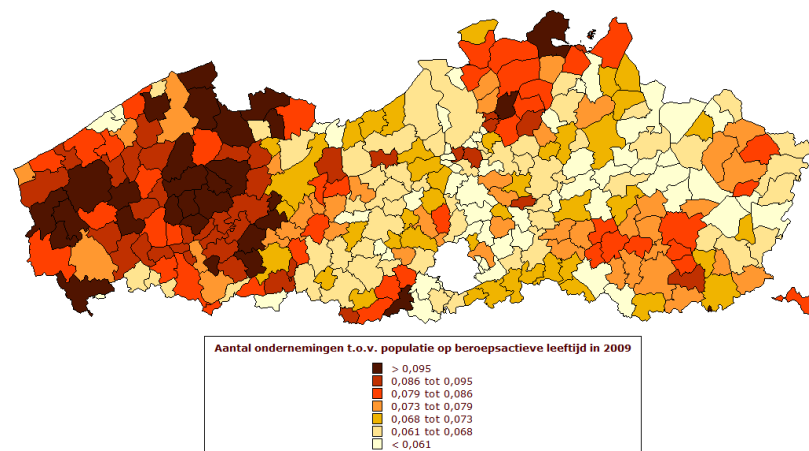 Aantal ondernemingen t.o.v. populatie op beroepsactieve leeftijd in 2009
> 0,095
0,086 tot 0,095
0,079 tot 0,086
0,073 tot 0,079
0,068 tot 0,073
0,061 tot 0,068
< 0,061